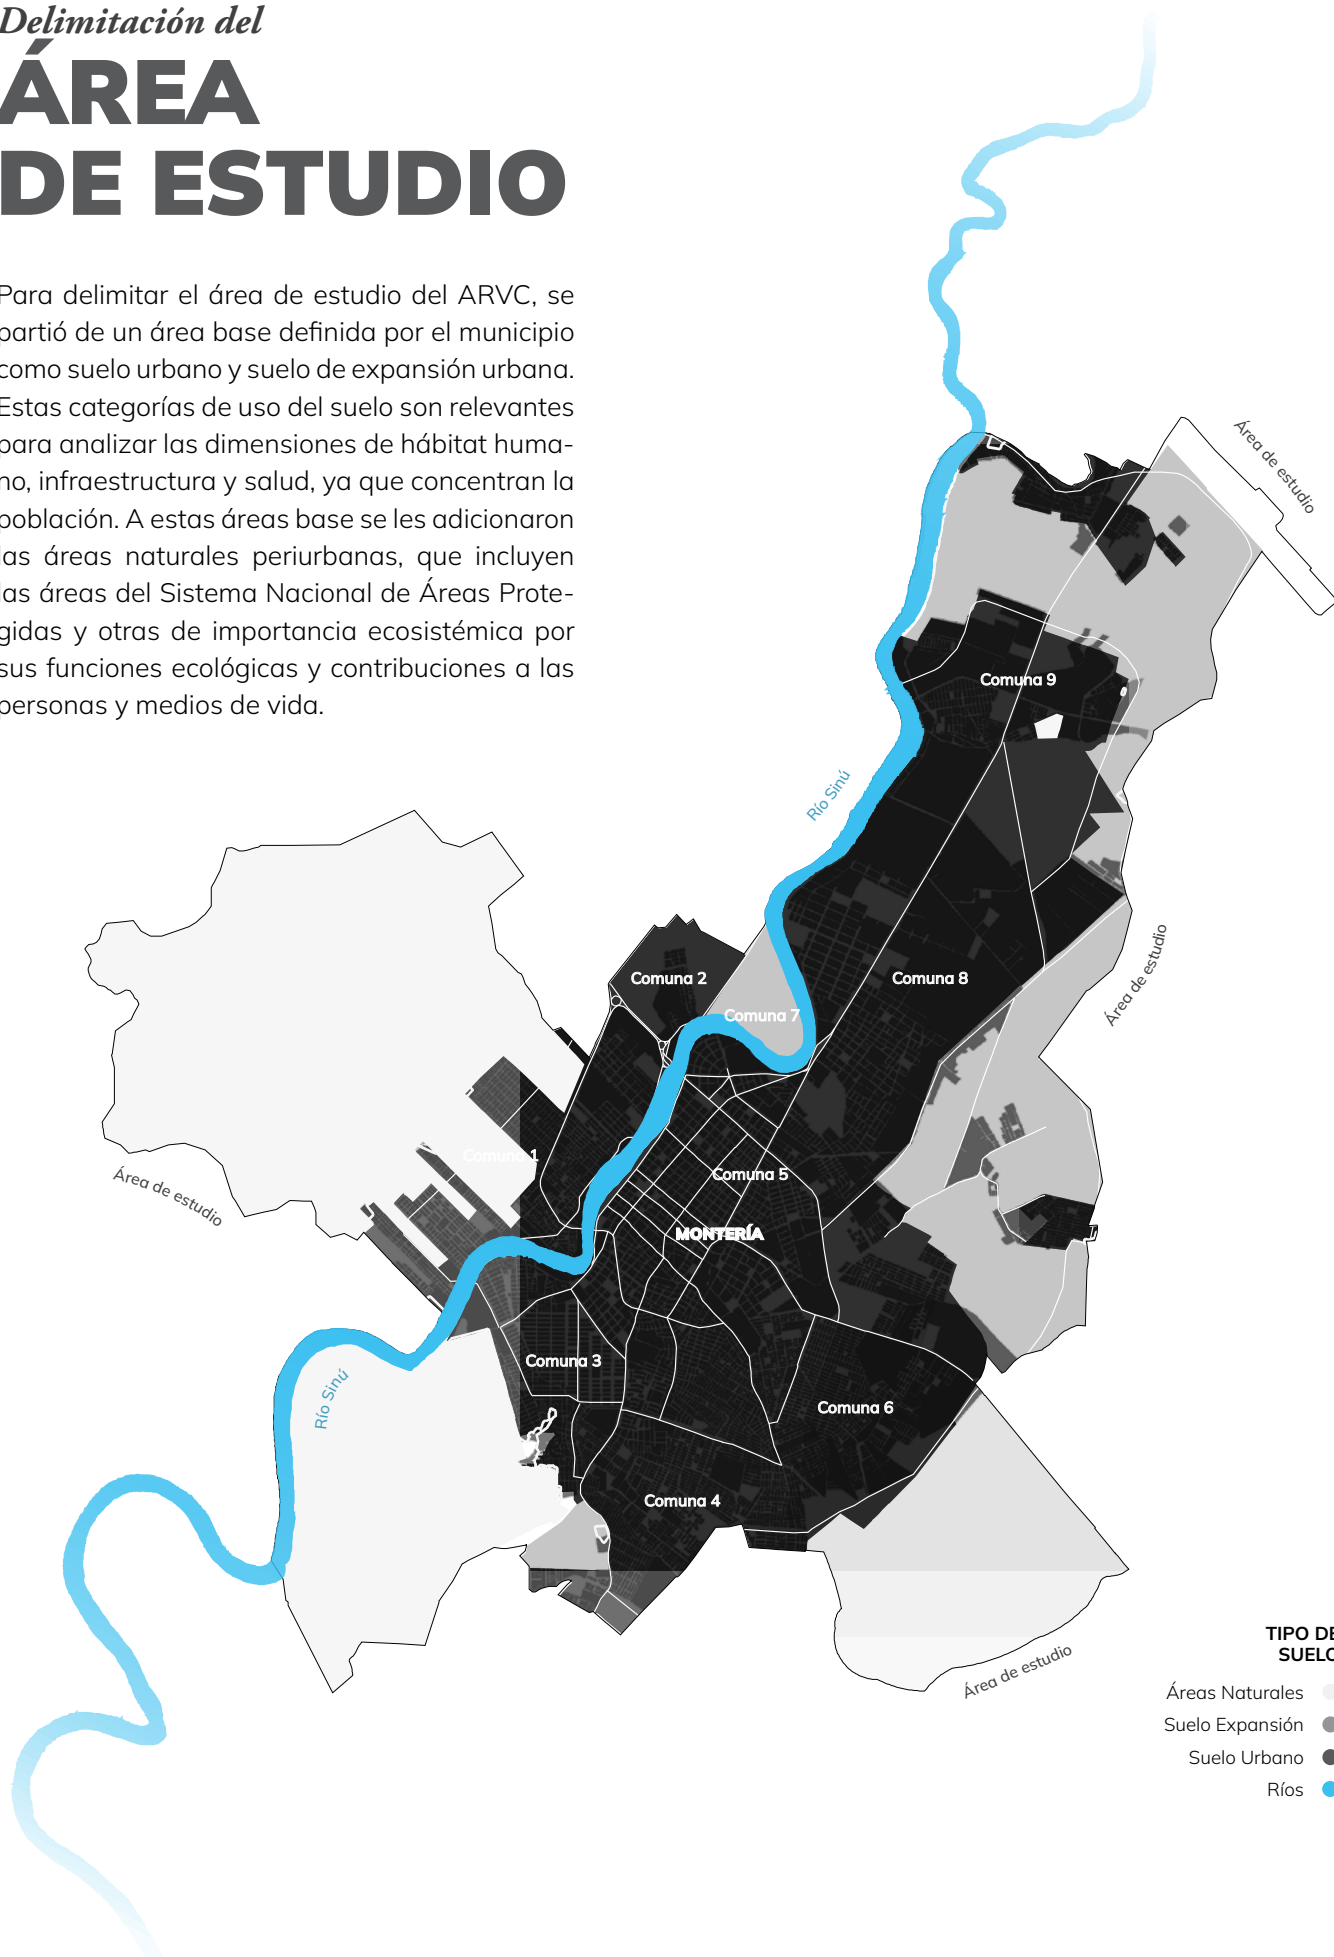 Delimitación del
ÁREA
DE ESTUDIO
Para delimitar el área de estudio del ARVC, se
partió de un área base definida por el municipio
como suelo urbano y suelo de expansión urbana.
Estas categorías de uso del suelo son relevantes
para analizar las dimensiones de hábitat huma-
no, infraestructura y salud, ya que concentran la
población. A estas áreas base se les adicionaron
las áreas naturales periurbanas, que incluyen
las áreas del Sistema Nacional de Áreas Prote-
gidas y otras de importancia ecosistémica por
sus funciones ecológicas y contribuciones a las
personas y medios de vida.
Área de estudio
Comuna 9
Río Sinú
Comuna 2
Comuna 8
Área de estudio
Comuna 7
Comuna 1
Comuna 5
Área de estudio
MONTERÍA
Comuna 3
Río Sinú
Comuna 6
Comuna 4
Área de estudio
TIPO DE
SUELO
Áreas Naturales
Suelo Expansión
Suelo Urbano
Ríos